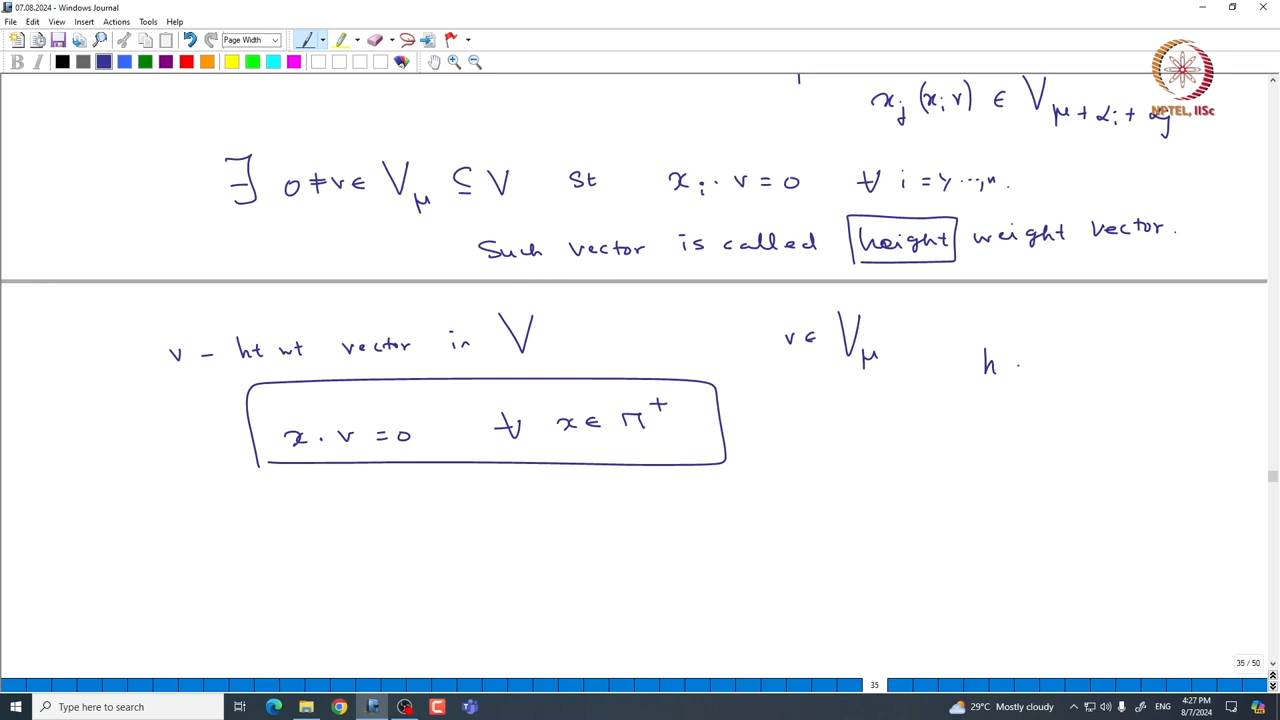 07.08.2024 - Windows Journal
File Edit View Insert Actions Tools Help
Page Width
B I
x_j (x_i v) ∈ V_{μ + α_i + α_j}
NPTEL, IISc
∃ 0 ≠ v ∈ V_μ ⊆ V st x_i . v = 0 ∀ i = 1, ..., n.
Such vector is called height weight vector.
v - ht wt vector in V v ∈ V_μ h .
x . v = 0 ∀ x ∈ n^+
35 / 50
35
Type here to search
29°C Mostly cloudy
4:27 PM
8/7/2024